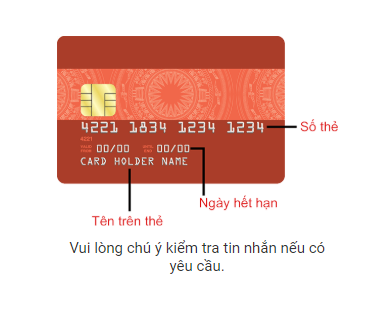 4221 1834 1234 1234
Số thẻ
4221
00/00 00/00
CARD HOLDER NAME
Ngày hết hạn
Tên trên thẻ
Vui lòng chú ý kiểm tra tin nhắn nếu có
yêu cầu.